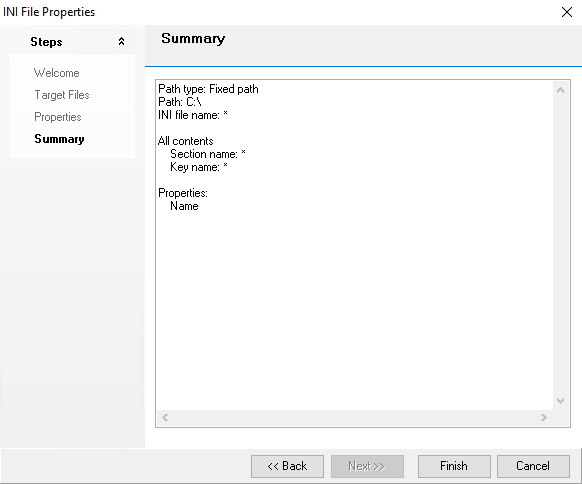 INI File Properties
Steps
Welcome
Target Files
Properties
Summary
Summary
Path type: Fixed path
Path: C:\
INI file name: *
All contents
Section name: *
Key name: *
Properties:
Name
<< Back
Next >>
Finish
Cancel